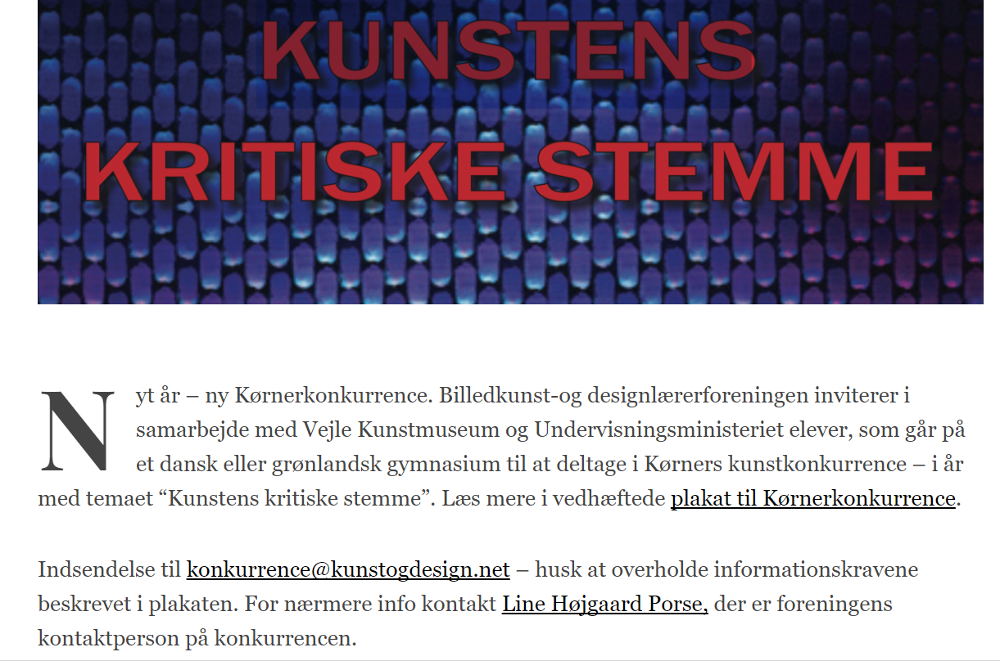 KUNSTENS
KRITISKE STEMME
Nyt år – ny Kørnerkonkurrence. Billedkunst-og designlærerforeningen inviterer i
samarbejde med Vejle Kunstmuseum og Undervisningsministeriet elever, som går på
et dansk eller grønlandsk gymnasium til at deltage i Kørners kunstkonkurrence – i år
med temaet “Kunstens kritiske stemme”. Læs mere i vedhæftede plakat til Kørnerkonkurrence.
Indsendelse til konkurrence@kunstogdesign.net – husk at overholde informationskravene
beskrevet i plakaten. For nærmere info kontakt Line Højgaard Porse, der er foreningens
kontaktperson på konkurrencen.